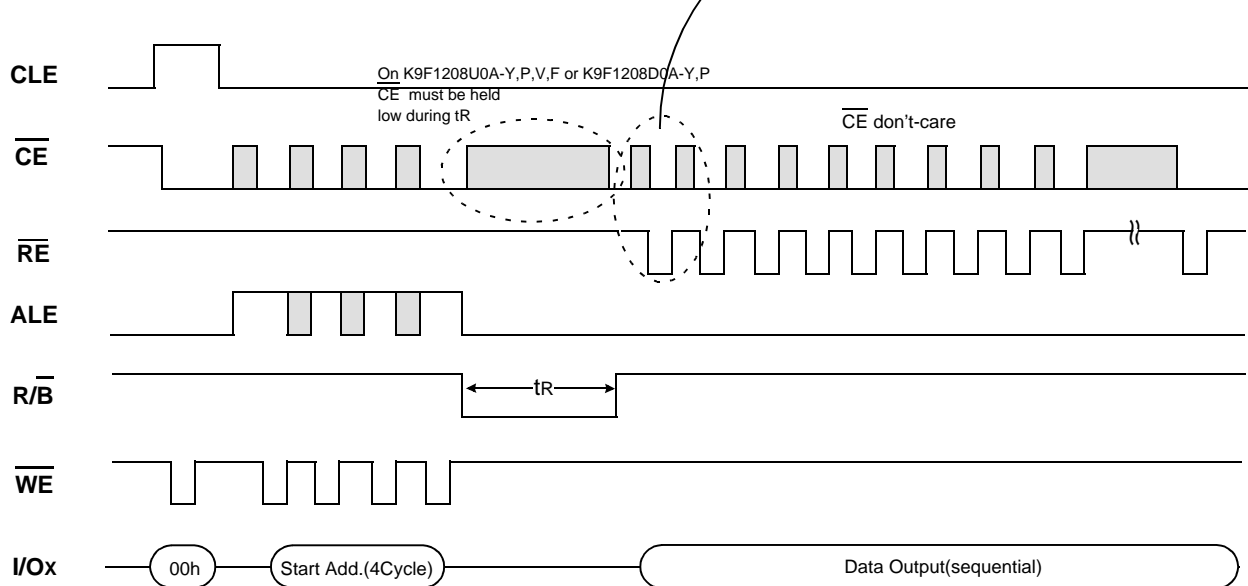 CLE
On K9F1208U0A-Y,P,V,F or K9F1208D0A-Y,P
CE must be held
low during tR
CE don't-care
CE
RE
ALE
R/B
tR
WE
I/Ox
00h
Start Add.(4Cycle)
Data Output(sequential)